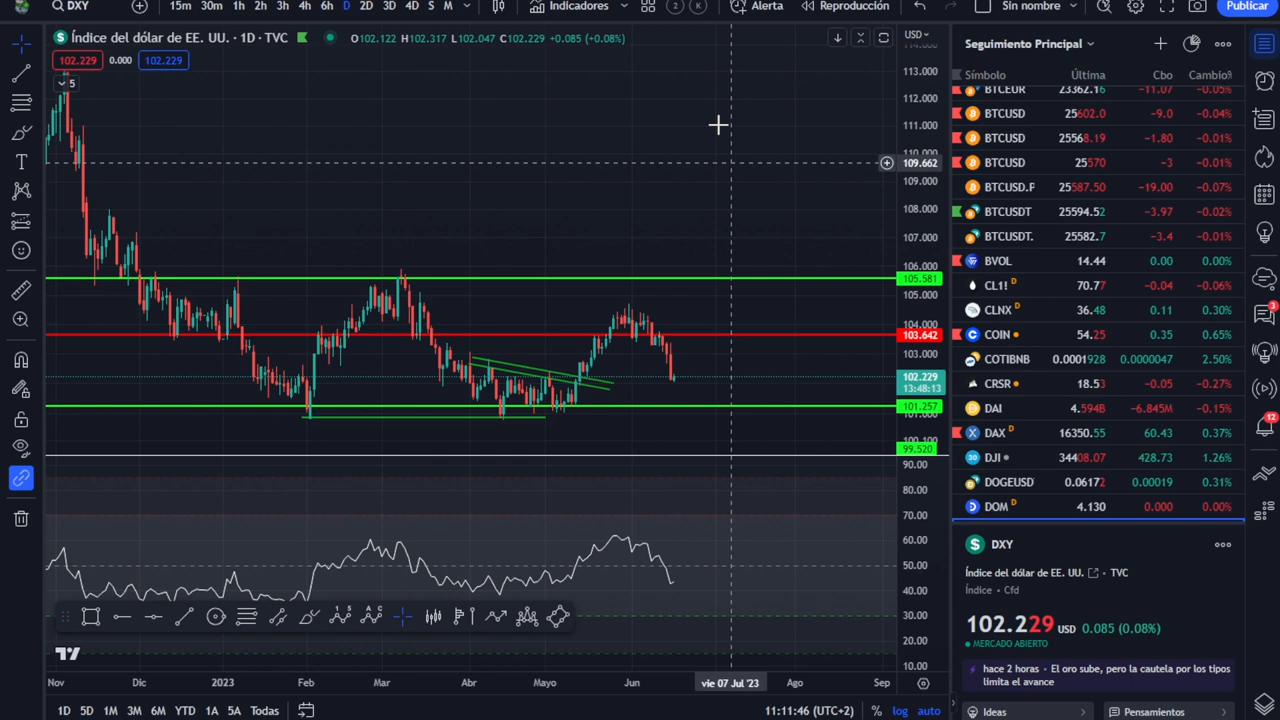 DXY
15m 30m 1h 2h 3h 4h 6h D 2D 3D 4D S M
Indicadores
2 C
Alerta
Reproducción
Sin nombre
Publicar
Índice del dólar de EE. UU. · 1D · TVC
O102.122 H102.317 L102.047 C102.229 +0.085 (+0.08%)
102.229 0.000 102.229
5
USD
114.000
113.000
112.000
111.000
109.662
109.000
108.000
107.000
106.000
105.581
105.000
104.000
103.642
103.000
102.229
13:48:13
101.257
101.000
100.100
99.520
90.00
80.00
70.00
60.00
50.00
40.00
30.00
20.00
10.00
1 5
A C
Nov Dic 2023 Feb Mar Abr Mayo Jun vie 07 Jul '23 Ago Sep
1D 5D 1M 3M 6M YTD 1A 5A Todas
11:11:46 (UTC+2) % log auto
Seguimiento Principal
Símbolo Última Cbo Cambio%
BTCEUR 23362.16 −11.07 −0.05%
BTCUSD 25602.0 −9.0 −0.04%
BTCUSD 25568.19 −1.80 −0.01%
BTCUSD 25570 −3 −0.01%
BTCUSD.P 25587.50 −19.00 −0.07%
BTCUSDT 25594.52 −3.97 −0.02%
BTCUSDT. 25582.7 −3.4 −0.01%
BVOL 14.44 0.00 0.00%
CL1! D 70.77 −0.04 −0.06%
CLNX D 36.48 0.11 0.30%
COIN 54.25 0.35 0.65%
COTIBNB 0.0001928 0.0000047 2.50%
CRSR 18.53 −0.05 −0.27%
DAI 4.594B −6.845M −0.15%
DAX D 16350.55 60.43 0.37%
DJI 34408.07 428.73 1.26%
DOGEUSD 0.06172 0.00019 0.31%
DOM D 4.130 0.000 0.00%
DXY
Índice del dólar de EE. UU. · TVC
Índice · Cfd
102.229 USD 0.085 (0.08%)
MERCADO ABIERTO
hace 2 horas · El oro sube, pero la cautela por los tipos
limita el avance
Ideas
Pensamientos
3
12